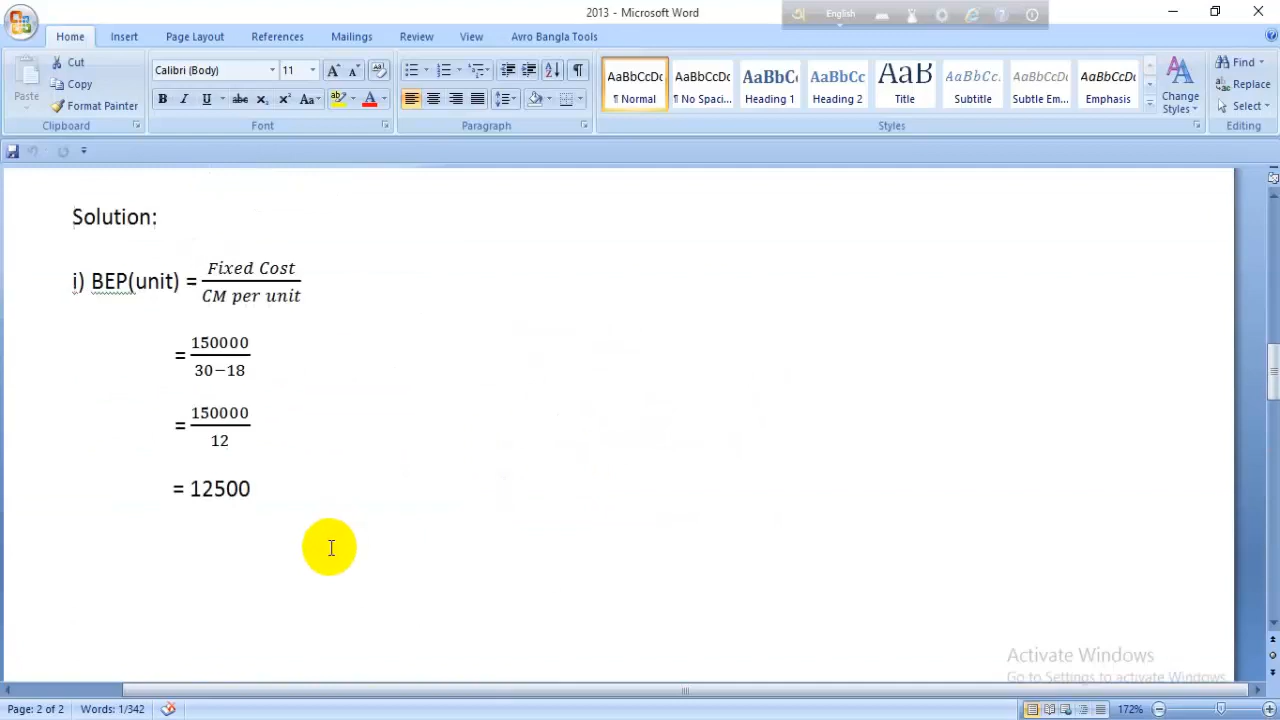 2013 - Microsoft Word
English
Home Insert Page Layout References Mailings Review View Avro Bangla Tools
Paste
Cut
Copy
Format Painter
Clipboard
Calibri (Body) 11
Font
Paragraph
AaBbCcDc AaBbCcDc AaBbCc AaBbCc AaB AaBbCc. AaBbCcDc AaBbCcDc
¶ Normal ¶ No Spaci... Heading 1 Heading 2 Title Subtitle Subtle Em... Emphasis
Change Styles
Styles
Find
Replace
Select
Editing
Solution:
i) BEP(unit) = Fixed Cost
CM per unit
= 150000
30−18
= 150000
12
= 12500
Activate Windows
Go to Settings to activate Windows.
Page: 2 of 2 Words: 1/342 172%